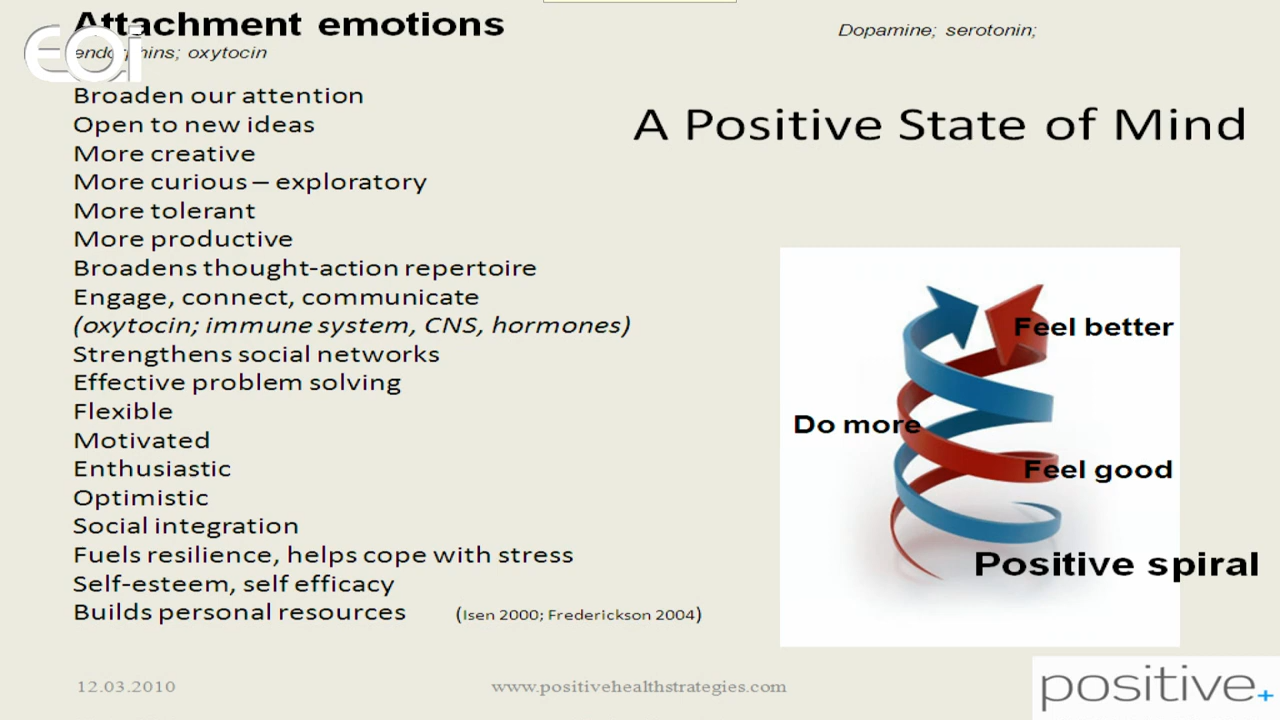 Attachment emotions Dopamine; serotonin;
endorphins; oxytocin
eoi
A Positive State of Mind
Broaden our attention
Open to new ideas
More creative
More curious – exploratory
More tolerant
More productive
Broadens thought-action repertoire
Engage, connect, communicate
(oxytocin; immune system, CNS, hormones)
Strengthens social networks
Effective problem solving
Flexible
Motivated
Enthusiastic
Optimistic
Social integration
Fuels resilience, helps cope with stress
Self-esteem, self efficacy
Builds personal resources (Isen 2000; Frederickson 2004)
Feel better
Do more
Feel good
Positive spiral
12.03.2010
www.positivehealthstrategies.com
positive+